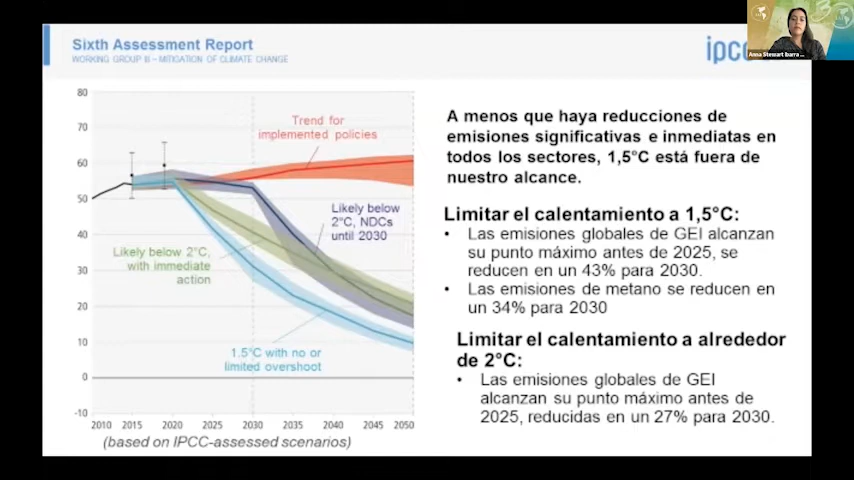 Sixth Assessment Report
WORKING GROUP III – MITIGATION OF CLIMATE CHANGE
ipcc
Anna Stewart Ibarra ...
80
70
60
50
40
30
20
10
0
-10
Trend for
implemented policies
Likely below
2°C, NDCs
until 2030
Likely below 2°C,
with immediate
action
1.5°C with no or
limited overshoot
2010 2015 2020 2025 2030 2035 2040 2045 2050
(based on IPCC-assessed scenarios)
A menos que haya reducciones de
emisiones significativas e inmediatas en
todos los sectores, 1,5°C está fuera de
nuestro alcance.
Limitar el calentamiento a 1,5°C:
• Las emisiones globales de GEI alcanzan
su punto máximo antes de 2025, se
reducen en un 43% para 2030.
• Las emisiones de metano se reducen en
un 34% para 2030
Limitar el calentamiento a alrededor
de 2°C:
• Las emisiones globales de GEI
alcanzan su punto máximo antes de
2025, reducidas en un 27% para 2030.